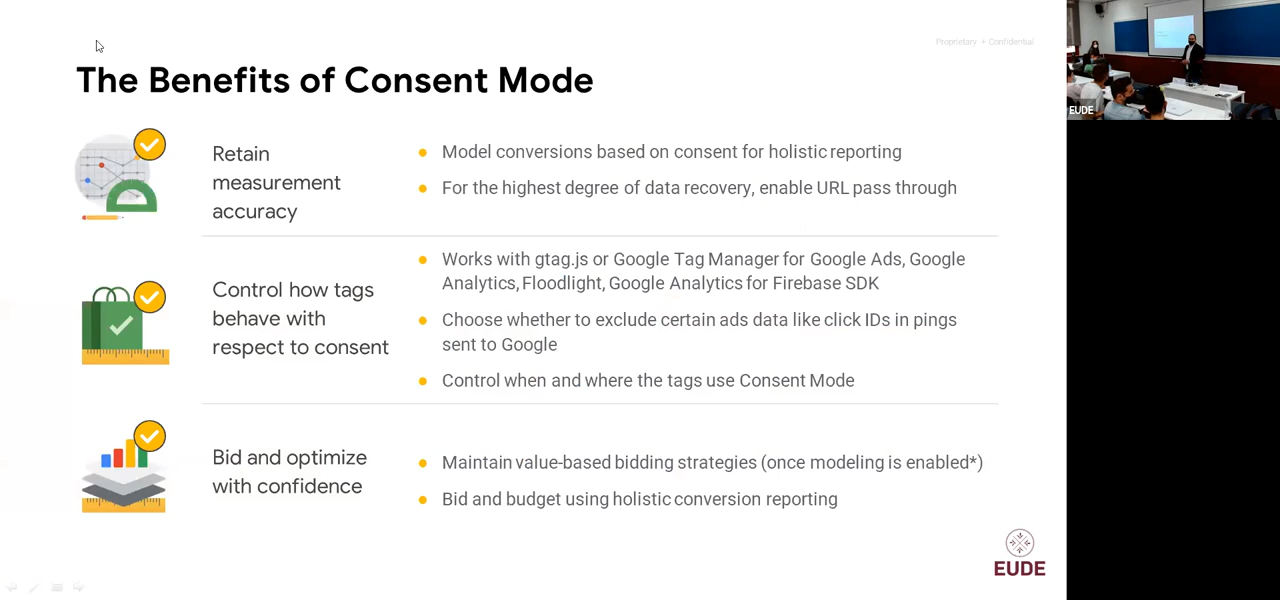 Proprietary + Confidential
The Benefits of Consent Mode
Retain
measurement
accuracy
Model conversions based on consent for holistic reporting
For the highest degree of data recovery, enable URL pass through
Control how tags
behave with
respect to consent
Works with gtag.js or Google Tag Manager for Google Ads, Google
Analytics, Floodlight, Google Analytics for Firebase SDK
Choose whether to exclude certain ads data like click IDs in pings
sent to Google
Control when and where the tags use Consent Mode
Bid and optimize
with confidence
Maintain value-based bidding strategies (once modeling is enabled*)
Bid and budget using holistic conversion reporting
EUDE
EUDE